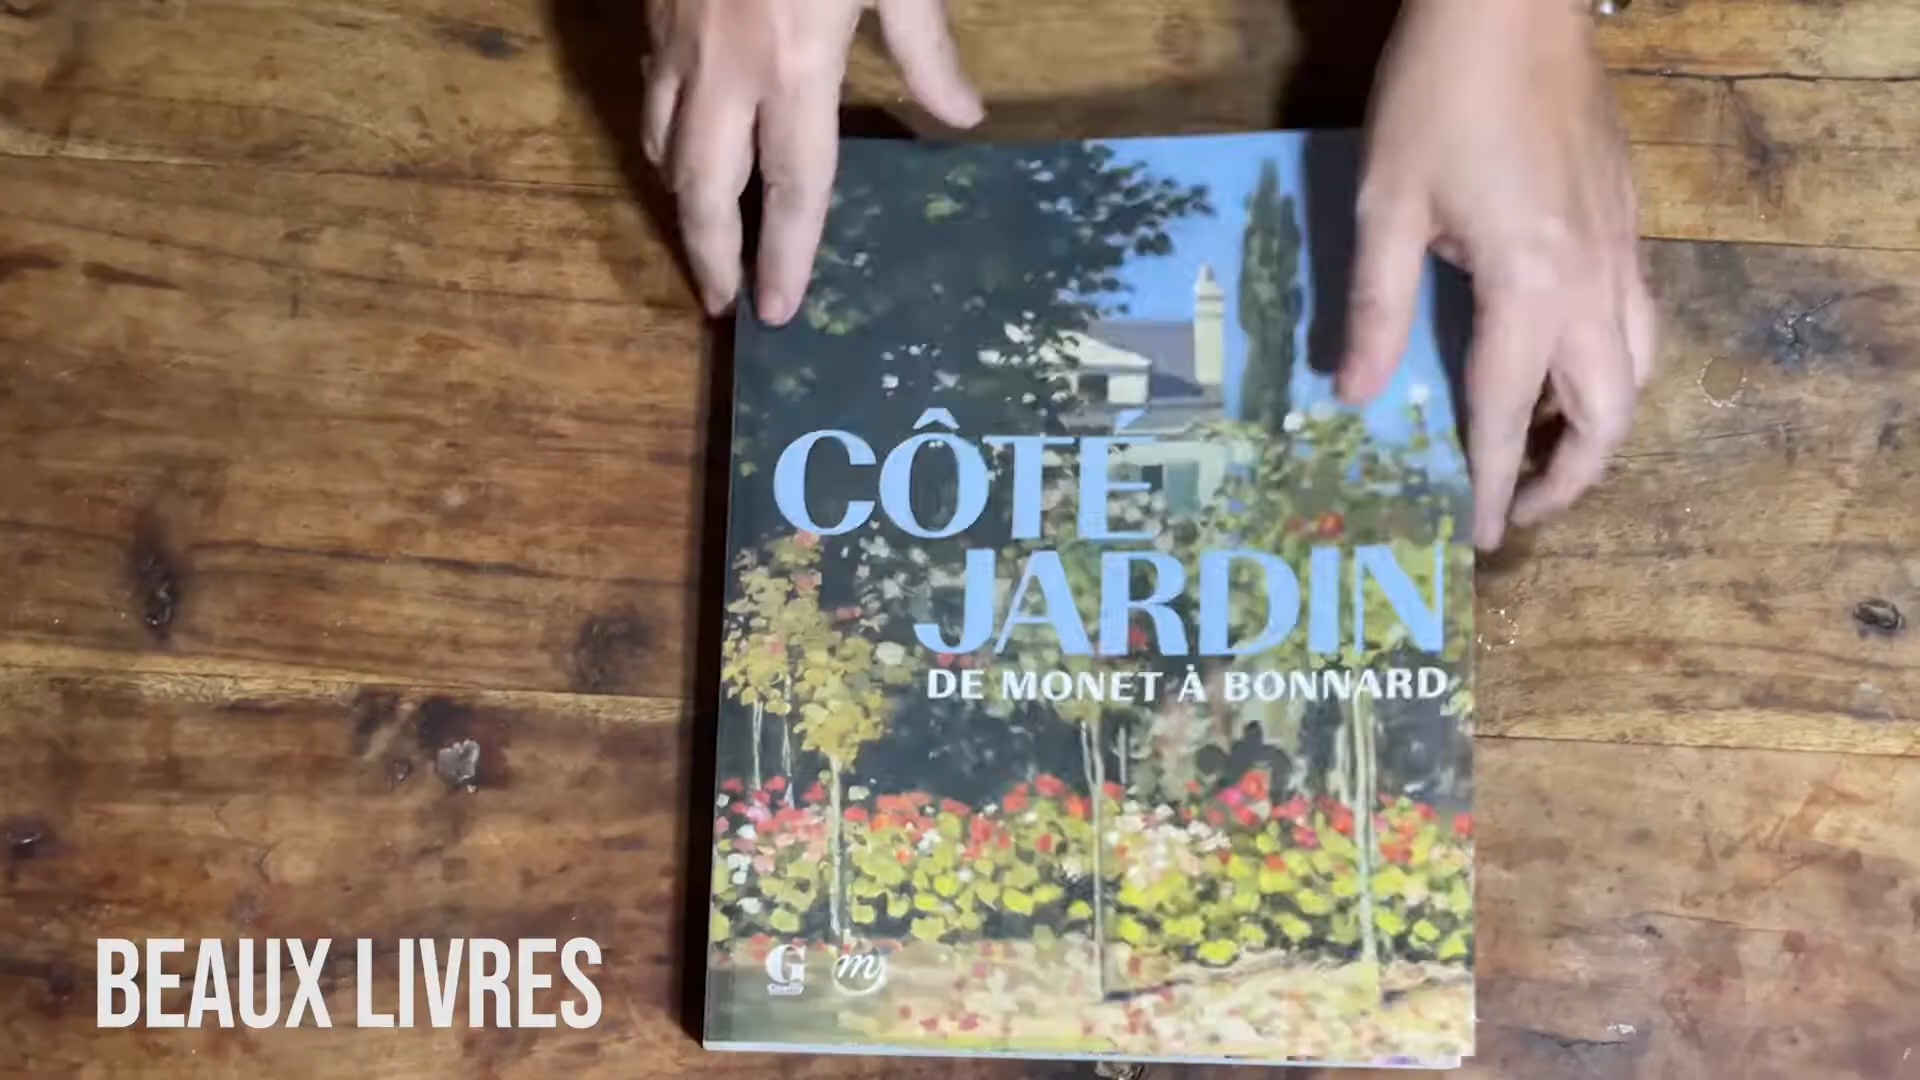 CÔTÉ
JARDIN
DE MONET À BONNARD
G
m
BEAUX LIVRES